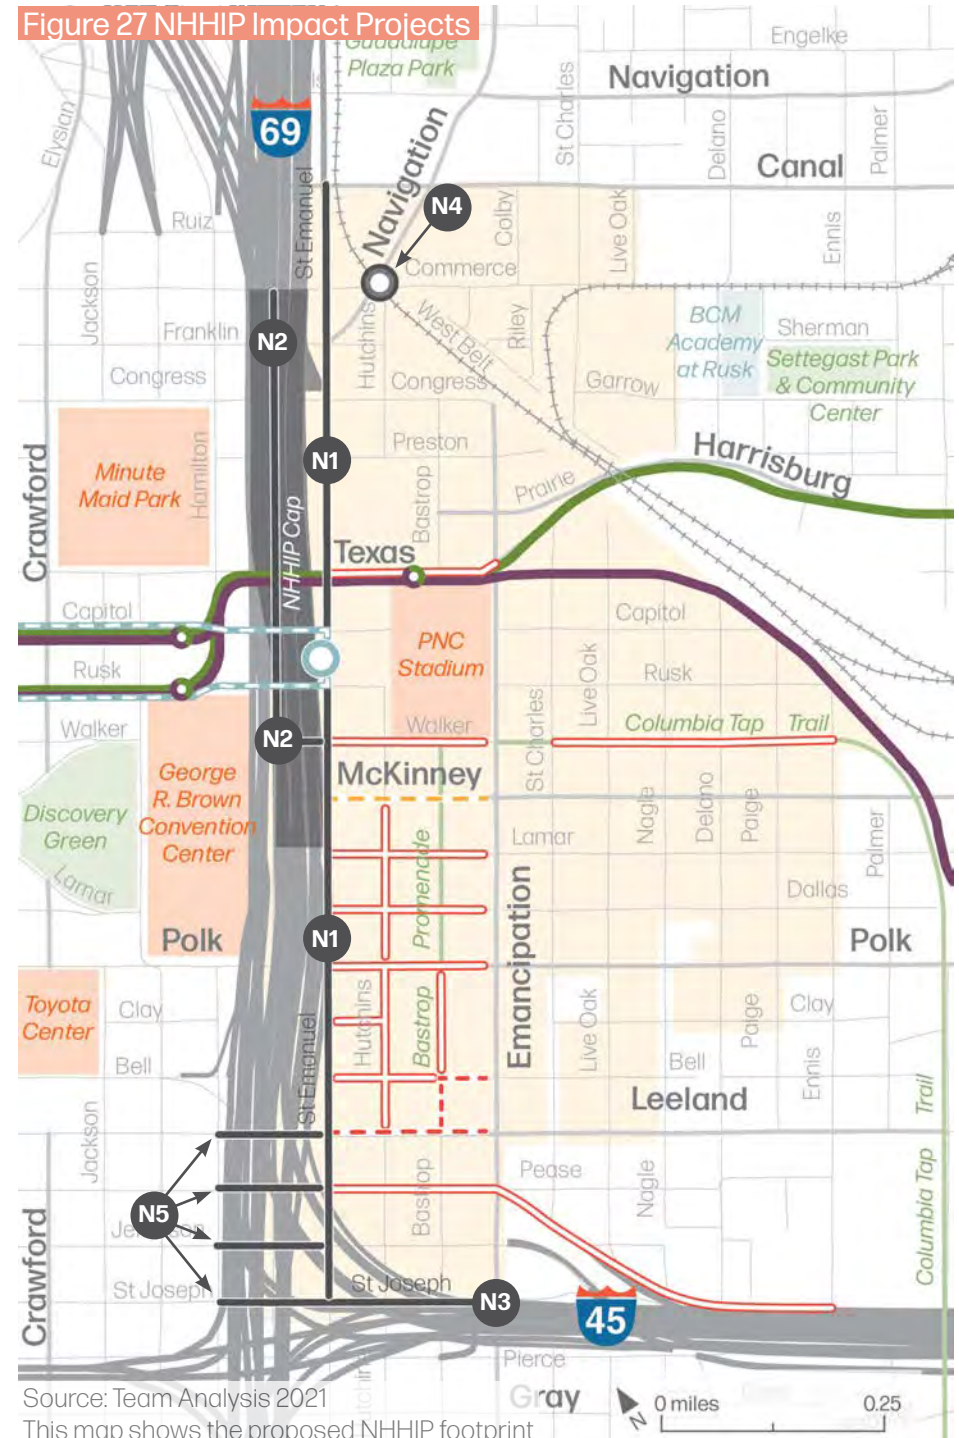 Figure 27 NHHIP Impact Projects
Guadalupe
Plaza Park
Engelke
Navigation
St Charles
Delano
Palmer
69
Elysian
Navigation
Canal
St Emanuel
N4
Colby
Live Oak
Ennis
Ruiz
Commerce
Jackson
Franklin
N2
Hutchins
West Belt
Riley
BCM
Academy
at Rusk
Sherman
Settegast Park
& Community
Center
Congress
Congress
Garrow
Crawford
Minute
Maid Park
Hamilton
N1
Preston
Bastrop
Prairie
Harrisburg
NHHIP Cap
Texas
Capitol
Capitol
PNC
Stadium
Rusk
Live Oak
Rusk
St Charles
Walker
N2
Walker
Columbia Tap
Trail
McKinney
George
R. Brown
Convention
Center
Discovery
Green
Lamar
Promenade
Lamar
Nagle
Delano
Paige
Palmer
Dallas
Emancipation
Polk
N1
Polk
Toyota
Center
Clay
Hutchins
Bastrop
Live Oak
Paige
Clay
Bell
St Emanuel
Bell
Ennis
Leeland
Trail
Jackson
Pease
Bastrop
Nagle
Columbia Tap
N5
Crawford
St Joseph
St Joseph
N3
45
Pierce
Gray
N
0 miles
0.25
Source: Team Analysis 2021
This map shows the proposed NHHIP footprint